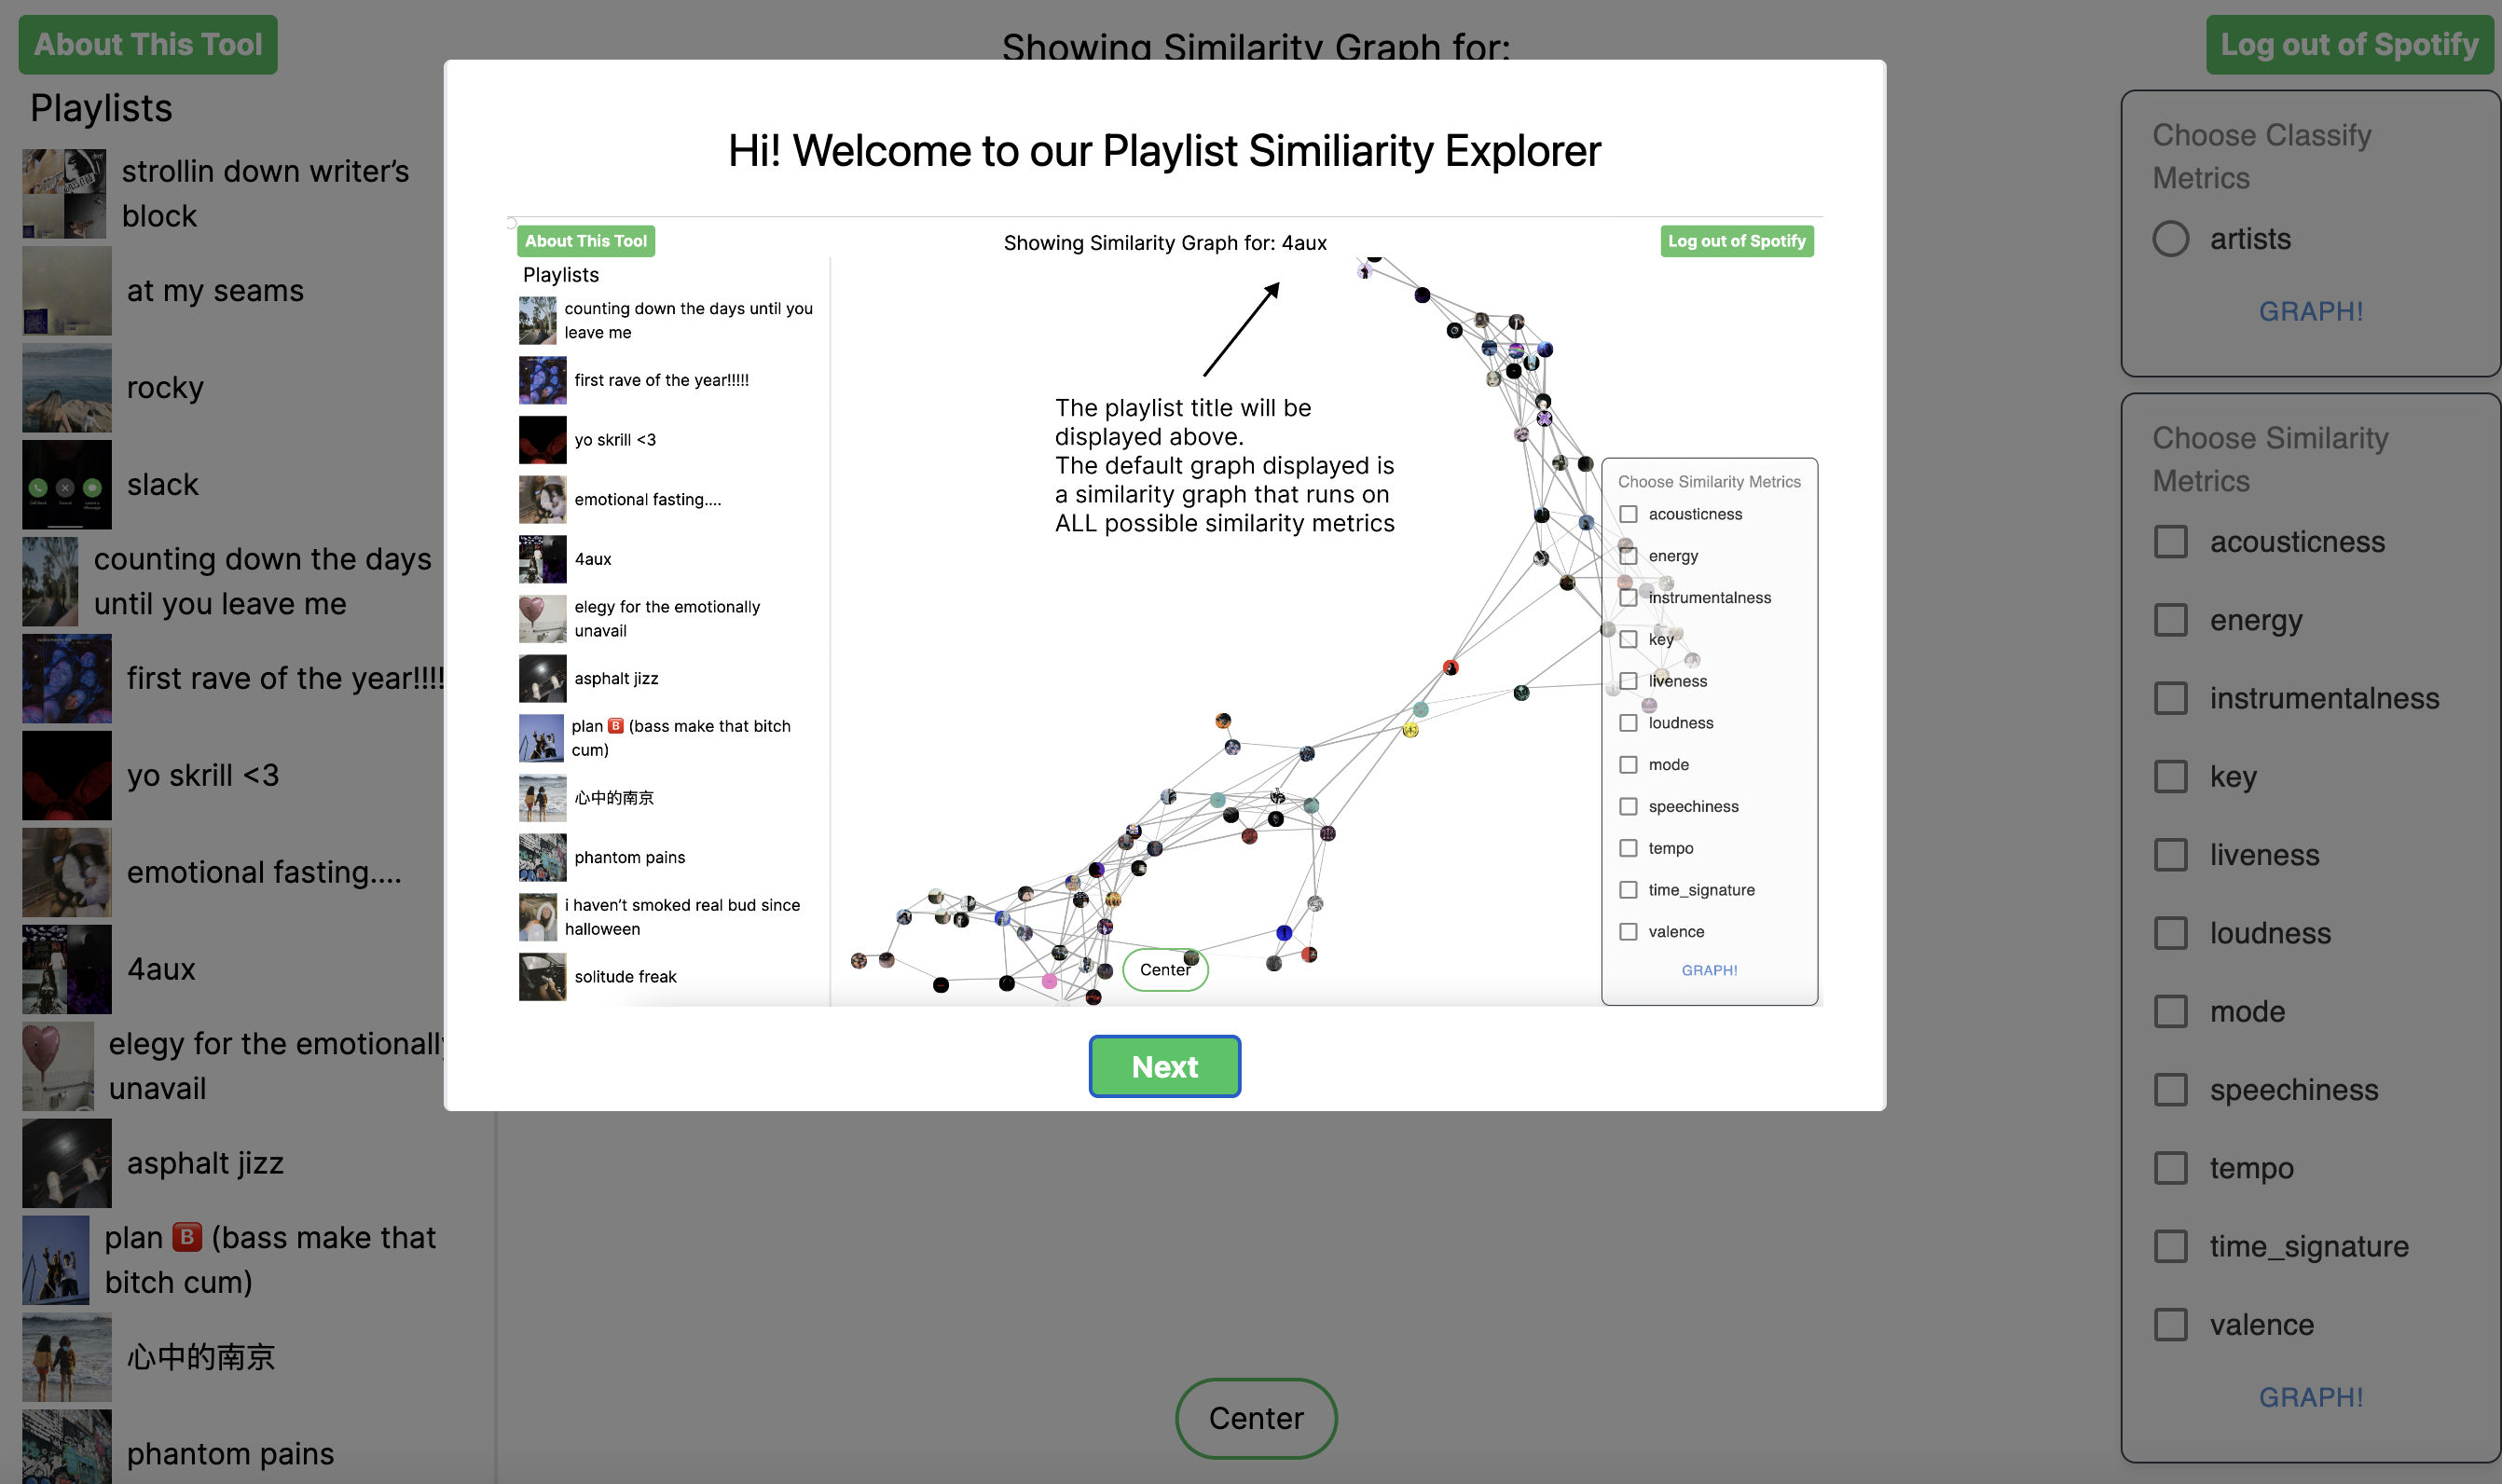 About This Tool
Showing Similarity Graph for:
Log out of Spotify
Playlists
strollin down writer’s
block
at my seams
rocky
slack
counting down the days
until you leave me
first rave of the year!!!!
yo skrill <3
emotional fasting....
4aux
elegy for the emotionally
unavail
asphalt jizz
plan 🅱️ (bass make that
bitch cum)
心中的南京
phantom pains
Hi! Welcome to our Playlist Similiarity Explorer
About This Tool
Showing Similarity Graph for: 4aux
Log out of Spotify
Playlists
counting down the days until you
leave me
first rave of the year!!!!!
yo skrill <3
emotional fasting....
4aux
elegy for the emotionally
unavail
asphalt jizz
plan 🅱️ (bass make that bitch
cum)
心中的南京
phantom pains
i haven’t smoked real bud since
halloween
solitude freak
The playlist title will be
displayed above.
The default graph displayed is
a similarity graph that runs on
ALL possible similarity metrics
Choose Similarity Metrics
acousticness
energy
instrumentalness
key
liveness
loudness
mode
speechiness
tempo
time_signature
valence
GRAPH!
Center
Next
Center
Choose Classify
Metrics
artists
GRAPH!
Choose Similarity
Metrics
acousticness
energy
instrumentalness
key
liveness
loudness
mode
speechiness
tempo
time_signature
valence
GRAPH!